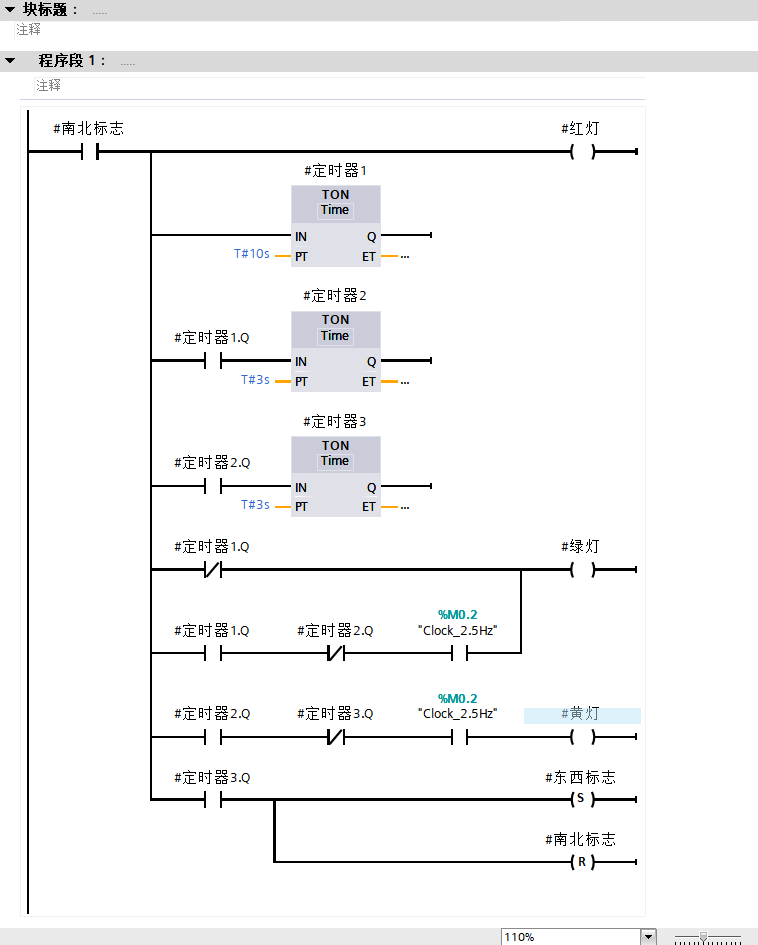 块标题： .....
注释
程序段 1： .....
注释
#南北标志
#红灯
#定时器1
TON
Time
IN
Q
T#10s
PT
ET
...
#定时器2
TON
Time
#定时器1.Q
IN
Q
T#3s
PT
ET
...
#定时器3
TON
Time
#定时器2.Q
IN
Q
T#3s
PT
ET
...
#定时器1.Q
#绿灯
%M0.2
#定时器1.Q
#定时器2.Q
"Clock_2.5Hz"
%M0.2
#定时器2.Q
#定时器3.Q
"Clock_2.5Hz"
#黄灯
#定时器3.Q
#东西标志
S
#南北标志
R
110%